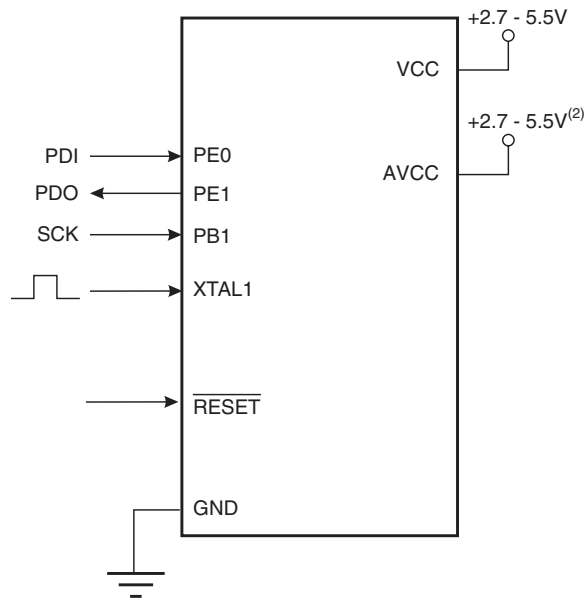 +2.7 - 5.5V
VCC
+2.7 - 5.5V(2)
AVCC
PDI PE0
PDO PE1
SCK PB1
XTAL1
RESET
GND